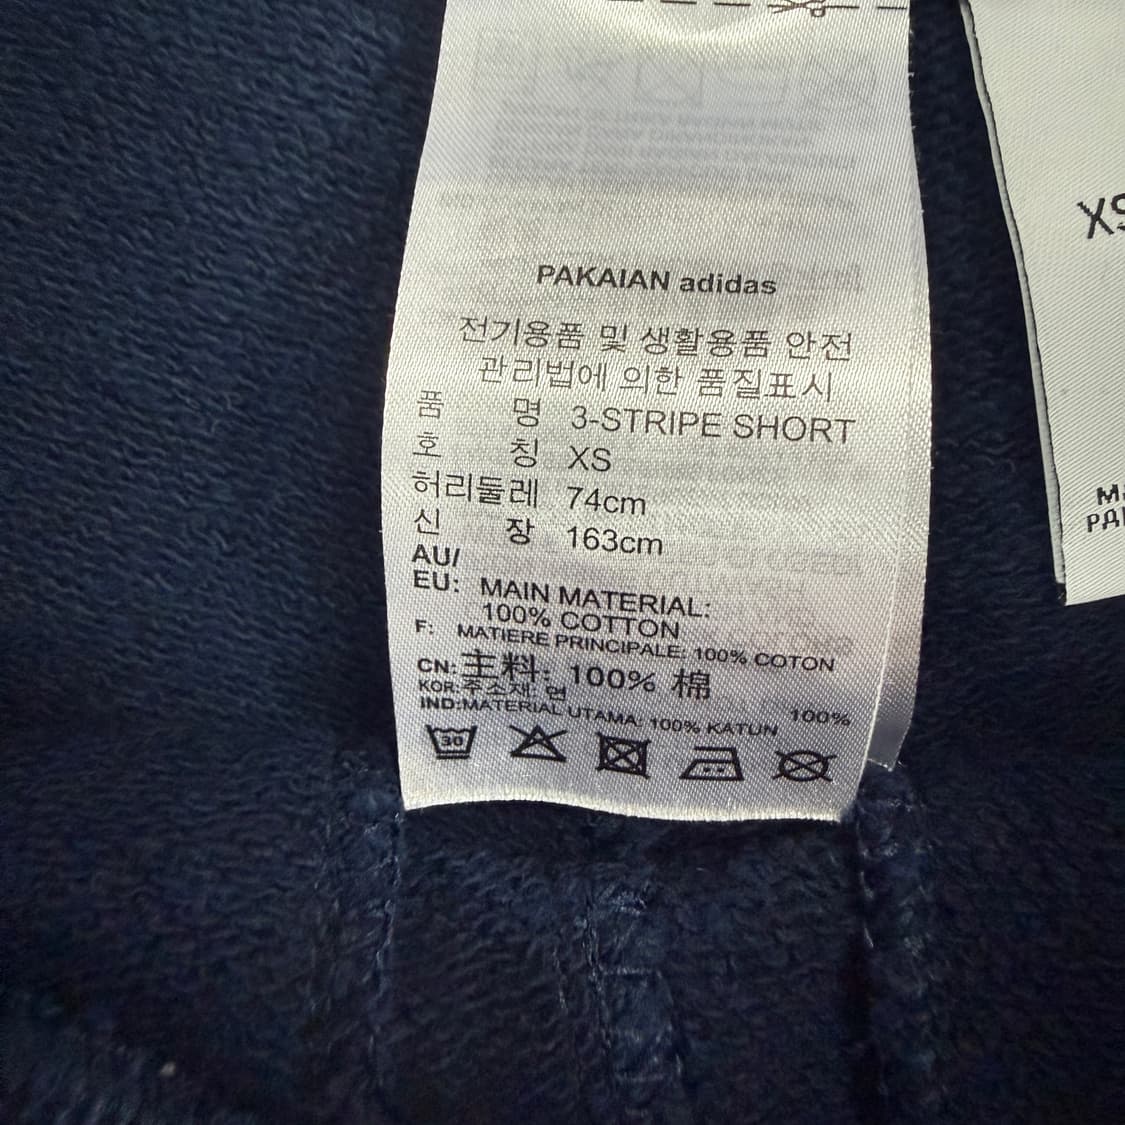 PAKAIAN adidas
전기용품 및 생활용품 안전
관리법에 의한 품질표시
품 명 3-STRIPE SHORT
호 칭 XS
허리둘레 74cm
신 장 163cm
AU/
EU: MAIN MATERIAL:
100% COTTON
F: MATIERE PRINCIPALE: 100% COTON
CN: 主料: 100% 棉
KOR: 주소재: 면 100%
IND: MATERIAL UTAMA: 100% KATUN
30
XS